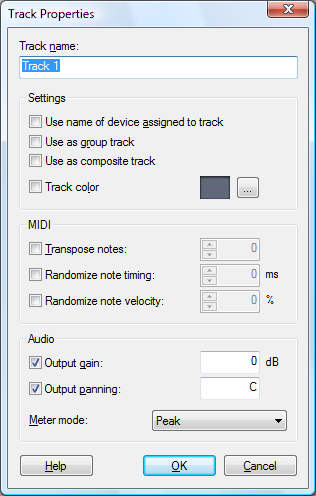 Track Properties
Track name:
Track 1
Settings
Use name of device assigned to track
Use as group track
Use as composite track
Track color ...
MIDI
Transpose notes: 0
Randomize note timing: 0 ms
Randomize note velocity: 0 %
Audio
Output gain: 0 dB
Output panning: C
Meter mode: Peak
Help OK Cancel